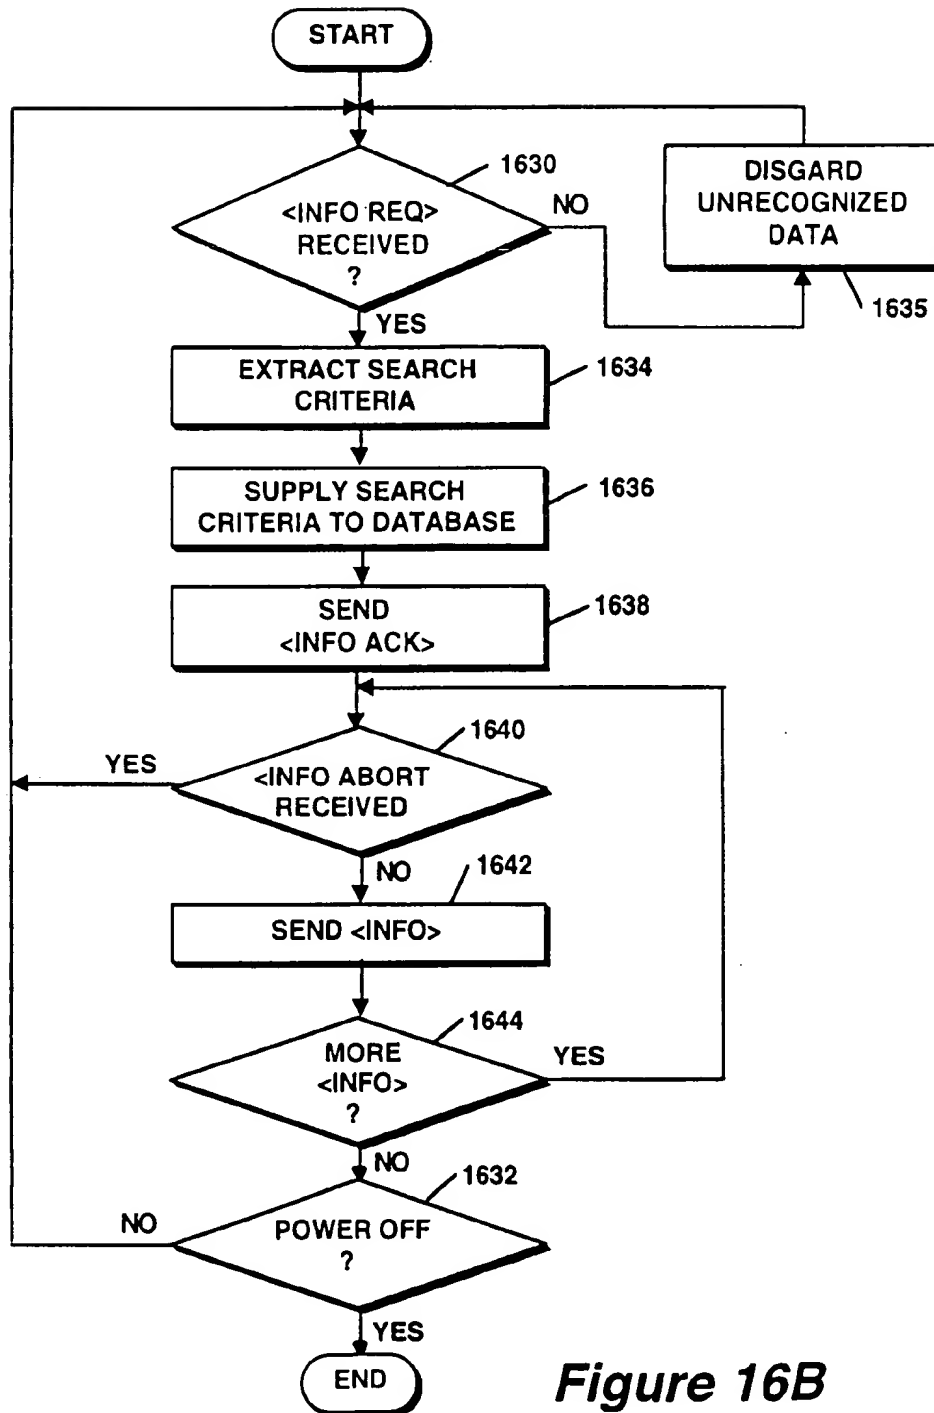 START
1630
<INFO REQ>
RECEIVED
?
NO
YES
DISGARD
UNRECOGNIZED
DATA
1635
EXTRACT SEARCH
CRITERIA
1634
SUPPLY SEARCH
CRITERIA TO DATABASE
1636
SEND
<INFO ACK>
1638
1640
YES
<INFO ABORT
RECEIVED
NO
1642
SEND <INFO>
1644
MORE
<INFO>
?
YES
NO
1632
NO
POWER OFF
?
YES
END
Figure 16B